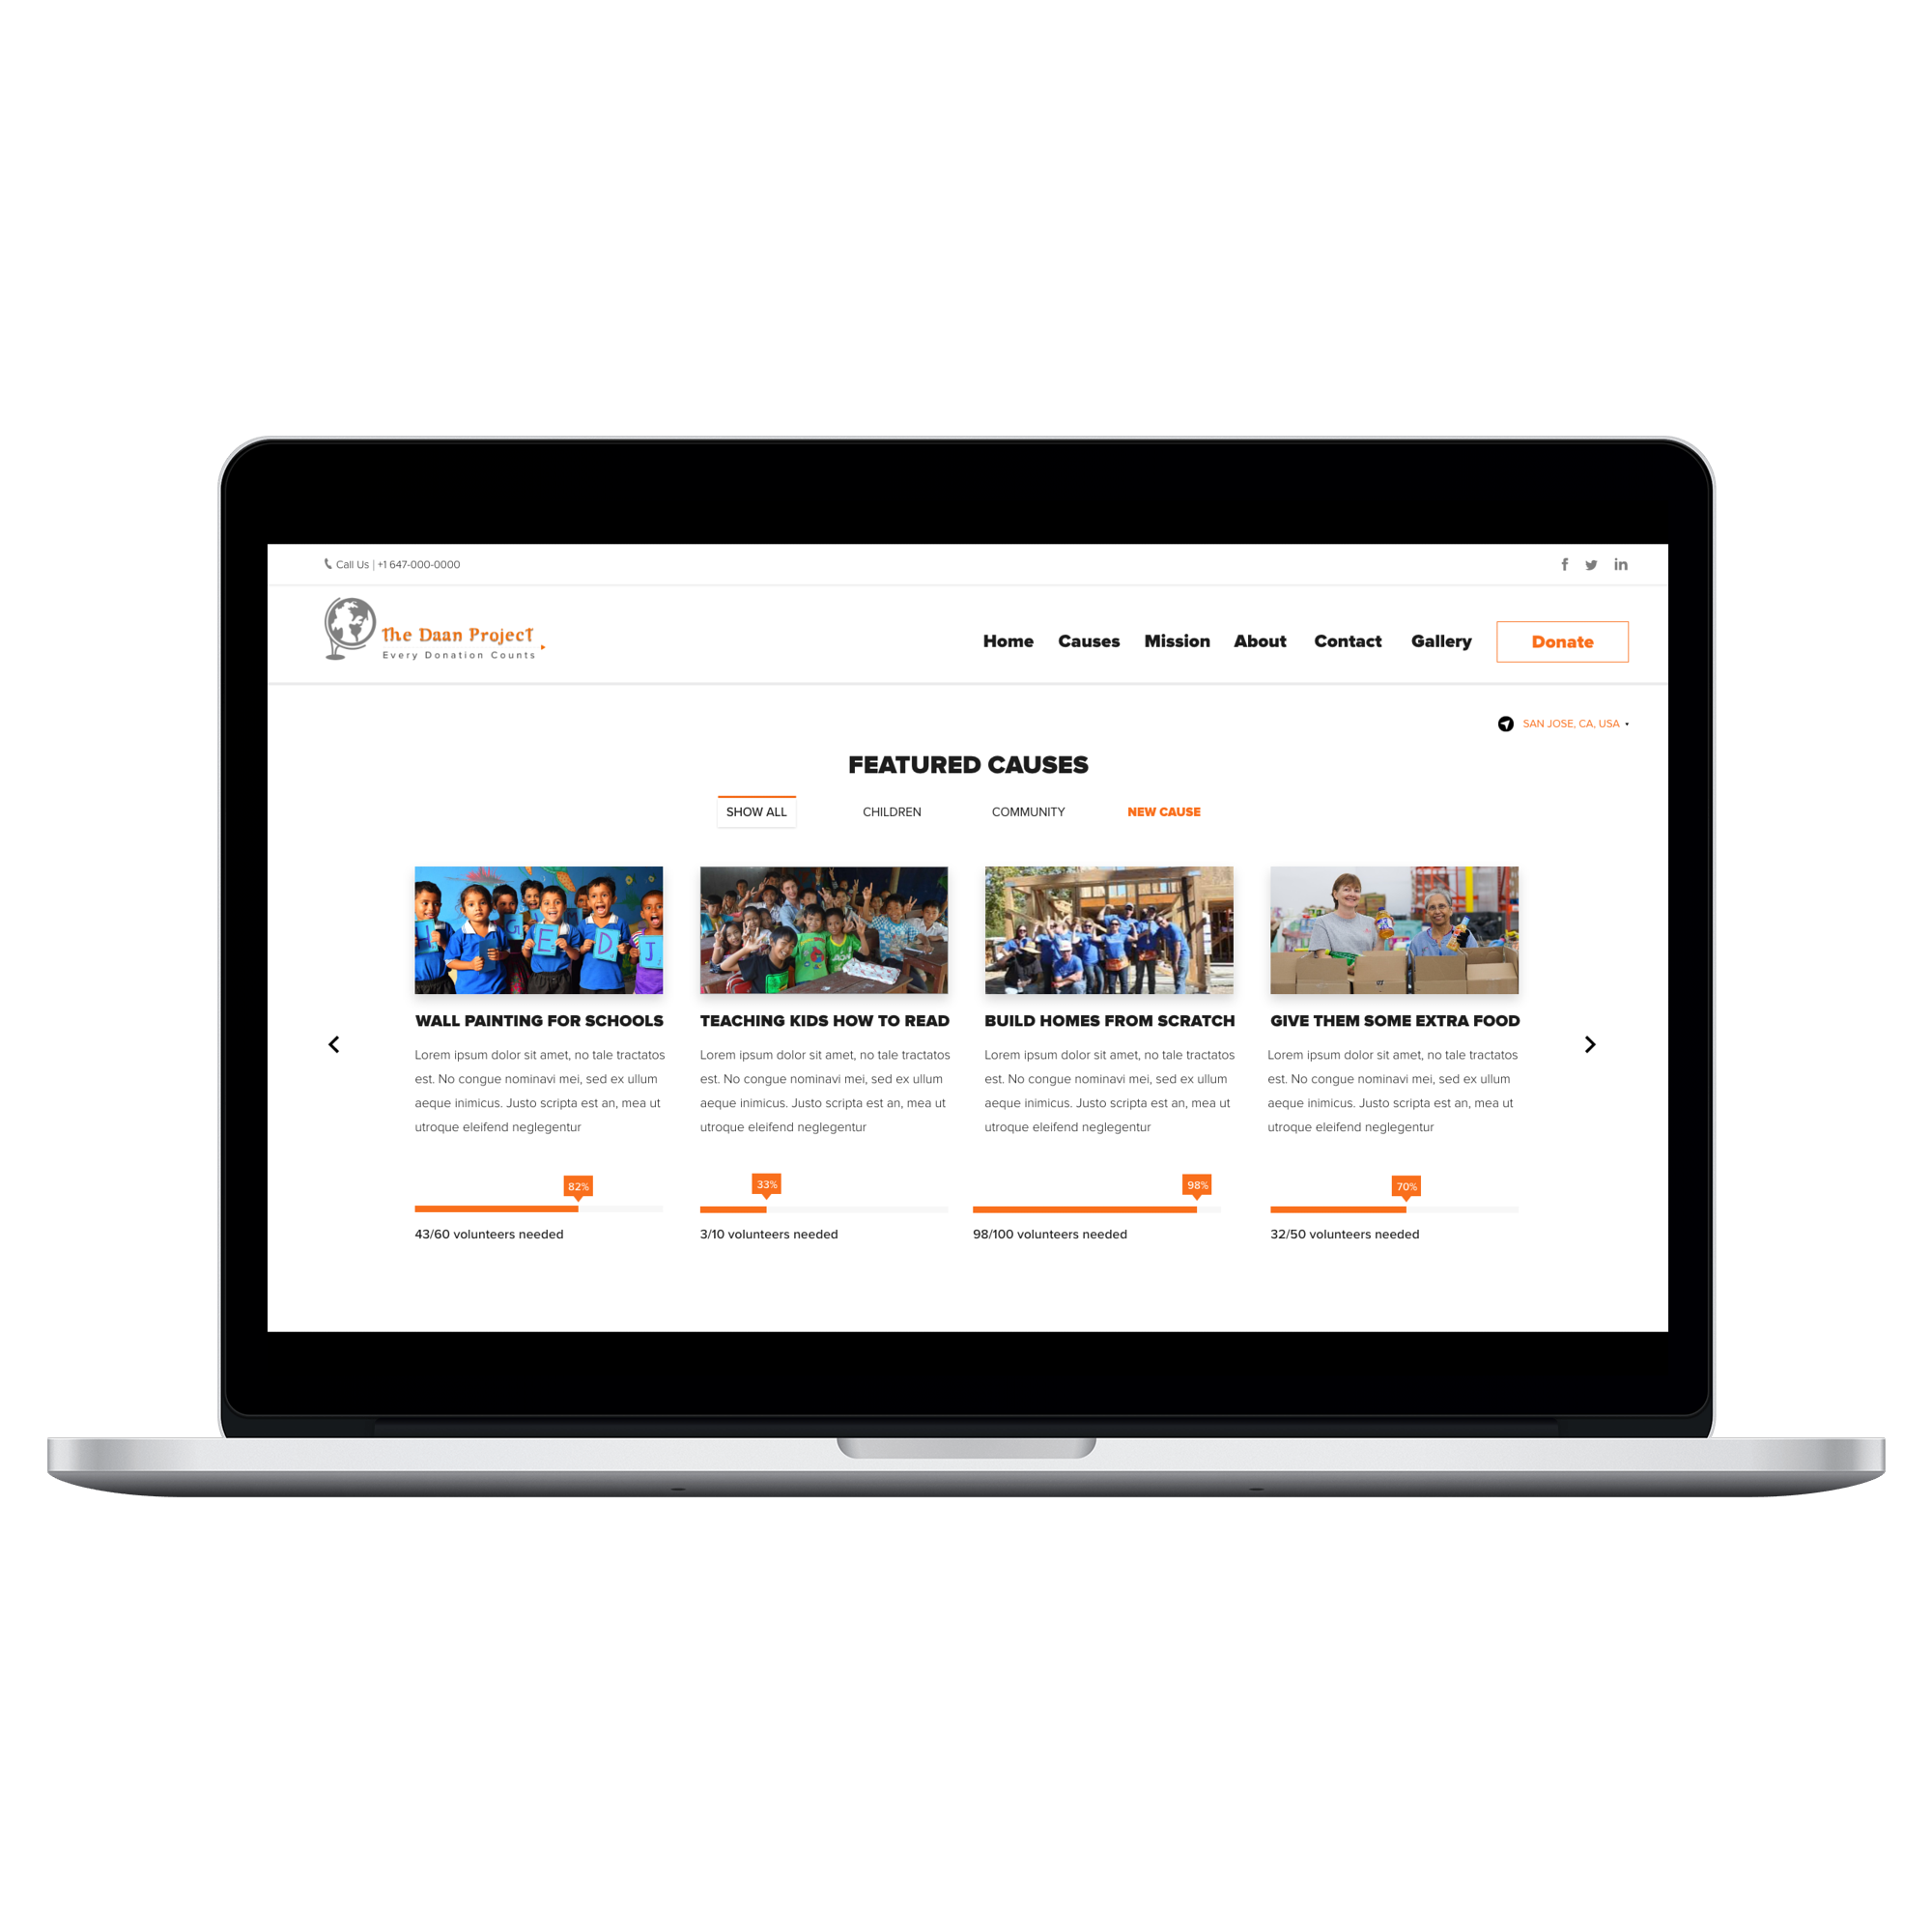 Call Us | +1 647-000-0000
f in
The Daan Project
Every Donation Counts
Home Causes Mission About Contact Gallery Donate
SAN JOSE, CA, USA
FEATURED CAUSES
SHOW ALL CHILDREN COMMUNITY NEW CAUSE
E D J
WALL PAINTING FOR SCHOOLS
Lorem ipsum dolor sit amet, no tale tractatos
est. No congue nominavi mei, sed ex ullum
aeque inimicus. Justo scripta est an, mea ut
utroque eleifend neglegentur
82%
43/60 volunteers needed
TEACHING KIDS HOW TO READ
Lorem ipsum dolor sit amet, no tale tractatos
est. No congue nominavi mei, sed ex ullum
aeque inimicus. Justo scripta est an, mea ut
utroque eleifend neglegentur
33%
3/10 volunteers needed
BUILD HOMES FROM SCRATCH
Lorem ipsum dolor sit amet, no tale tractatos
est. No congue nominavi mei, sed ex ullum
aeque inimicus. Justo scripta est an, mea ut
utroque eleifend neglegentur
98%
98/100 volunteers needed
GIVE THEM SOME EXTRA FOOD
Lorem ipsum dolor sit amet, no tale tractatos
est. No congue nominavi mei, sed ex ullum
aeque inimicus. Justo scripta est an, mea ut
utroque eleifend neglegentur
70%
32/50 volunteers needed